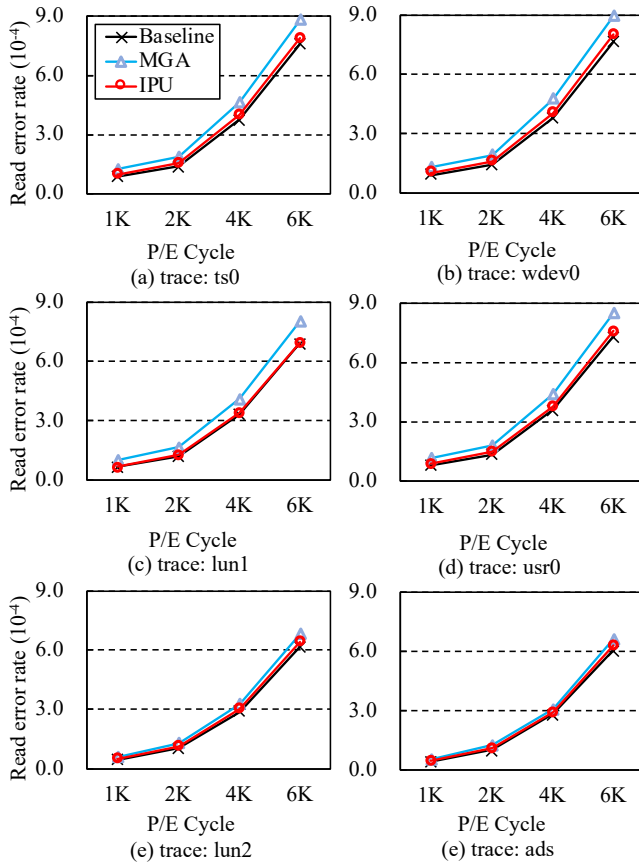 Read error rate (10⁻⁴)
9.0
6.0
3.0
0.0
Baseline
MGA
IPU
1K 2K 4K 6K
P/E Cycle
(a) trace: ts0
9.0
6.0
3.0
0.0
1K 2K 4K 6K
P/E Cycle
(b) trace: wdev0
Read error rate (10⁻⁴)
9.0
6.0
3.0
0.0
1K 2K 4K 6K
P/E Cycle
(c) trace: lun1
9.0
6.0
3.0
0.0
1K 2K 4K 6K
P/E Cycle
(d) trace: usr0
Read error rate (10⁻⁴)
9.0
6.0
3.0
0.0
1K 2K 4K 6K
P/E Cycle
(e) trace: lun2
9.0
6.0
3.0
0.0
1K 2K 4K 6K
P/E Cycle
(e) trace: ads